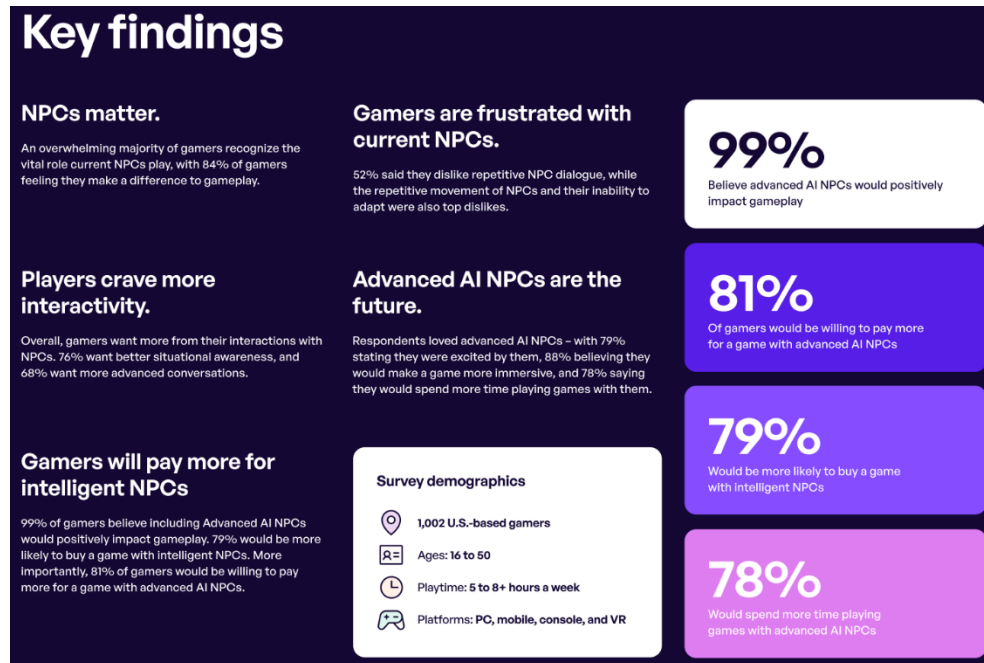 Key findings
NPCs matter.
An overwhelming majority of gamers recognize the
vital role current NPCs play, with 84% of gamers
feeling they make a difference to gameplay.
Gamers are frustrated with
current NPCs.
52% said they dislike repetitive NPC dialogue, while
the repetitive movement of NPCs and their inability to
adapt were also top dislikes.
Players crave more
interactivity.
Overall, gamers want more from their interactions with
NPCs. 76% want better situational awareness, and
68% want more advanced conversations.
Advanced AI NPCs are the
future.
Respondents loved advanced AI NPCs – with 79%
stating they were excited by them, 88% believing they
would make a game more immersive, and 78% saying
they would spend more time playing games with them.
Gamers will pay more for
intelligent NPCs
99% of gamers believe including Advanced AI NPCs
would positively impact gameplay. 79% would be more
likely to buy a game with intelligent NPCs. More
importantly, 81% of gamers would be willing to pay
more for a game with advanced AI NPCs.
Survey demographics
1,002 U.S.-based gamers
Ages: 16 to 50
Playtime: 5 to 8+ hours a week
Platforms: PC, mobile, console, and VR
99%
Believe advanced AI NPCs would positively
impact gameplay
81%
Of gamers would be willing to pay more
for a game with advanced AI NPCs
79%
Would be more likely to buy a game
with intelligent NPCs
78%
Would spend more time playing
games with advanced AI NPCs